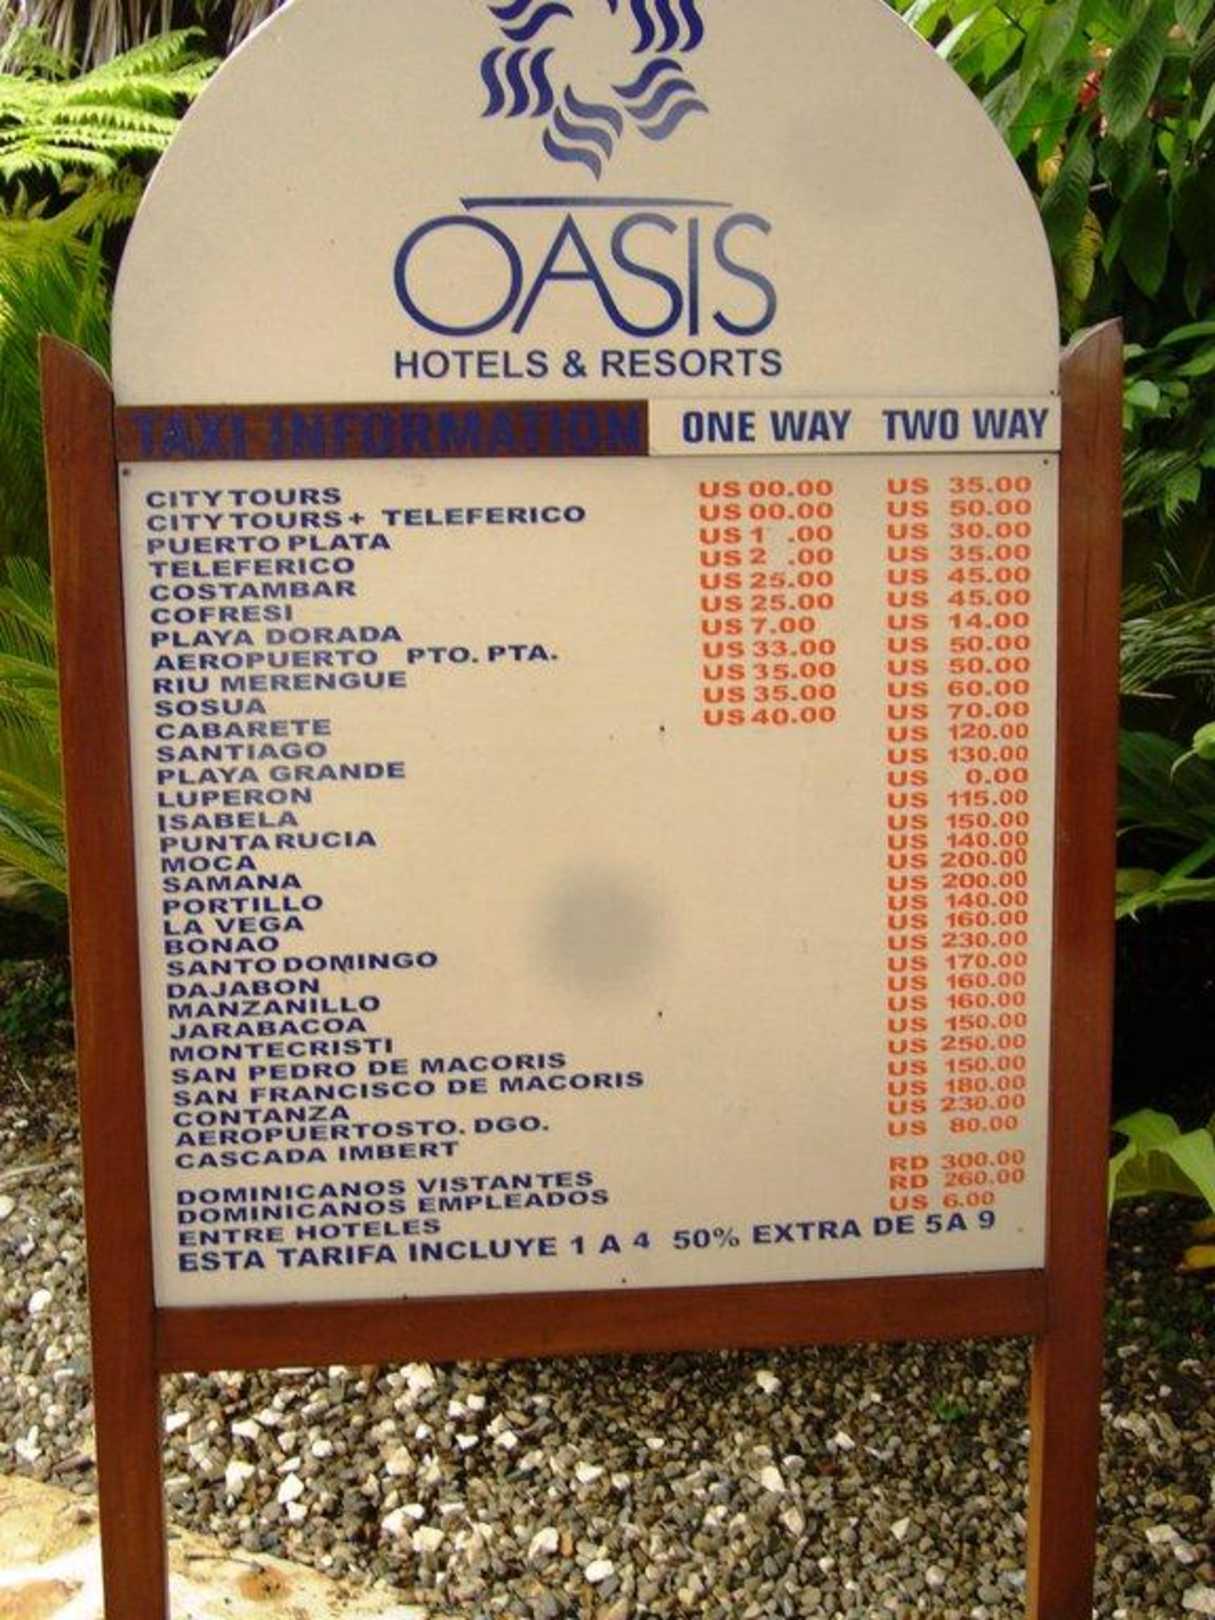 OASIS
HOTELS & RESORTS
TAXI INFORMATION ONE WAY TWO WAY
CITY TOURS US 00.00 US 35.00
CITY TOURS + TELEFERICO US 00.00 US 50.00
PUERTO PLATA US 1 .00 US 30.00
TELEFERICO US 2 .00 US 35.00
COSTAMBAR US 25.00 US 45.00
COFRESI US 25.00 US 45.00
PLAYA DORADA US 7.00 US 14.00
AEROPUERTO PTO. PTA. US 33.00 US 50.00
RIU MERENGUE US 35.00 US 50.00
SOSUA US 35.00 US 60.00
CABARETE US 40.00 US 70.00
SANTIAGO US 120.00
PLAYA GRANDE US 130.00
LUPERON US 0.00
ISABELA US 115.00
PUNTA RUCIA US 150.00
MOCA US 140.00
SAMANA US 200.00
PORTILLO US 200.00
LA VEGA US 140.00
BONAO US 160.00
SANTO DOMINGO US 230.00
DAJABON US 170.00
MANZANILLO US 160.00
JARABACOA US 160.00
MONTECRISTI US 150.00
SAN PEDRO DE MACORIS US 250.00
SAN FRANCISCO DE MACORIS US 150.00
CONTANZA US 180.00
AEROPUERTO STO. DGO. US 230.00
CASCADA IMBERT US 80.00
DOMINICANOS VISTANTES RD 300.00
DOMINICANOS EMPLEADOS RD 260.00
ENTRE HOTELES US 6.00
ESTA TARIFA INCLUYE 1 A 4 50% EXTRA DE 5 A 9